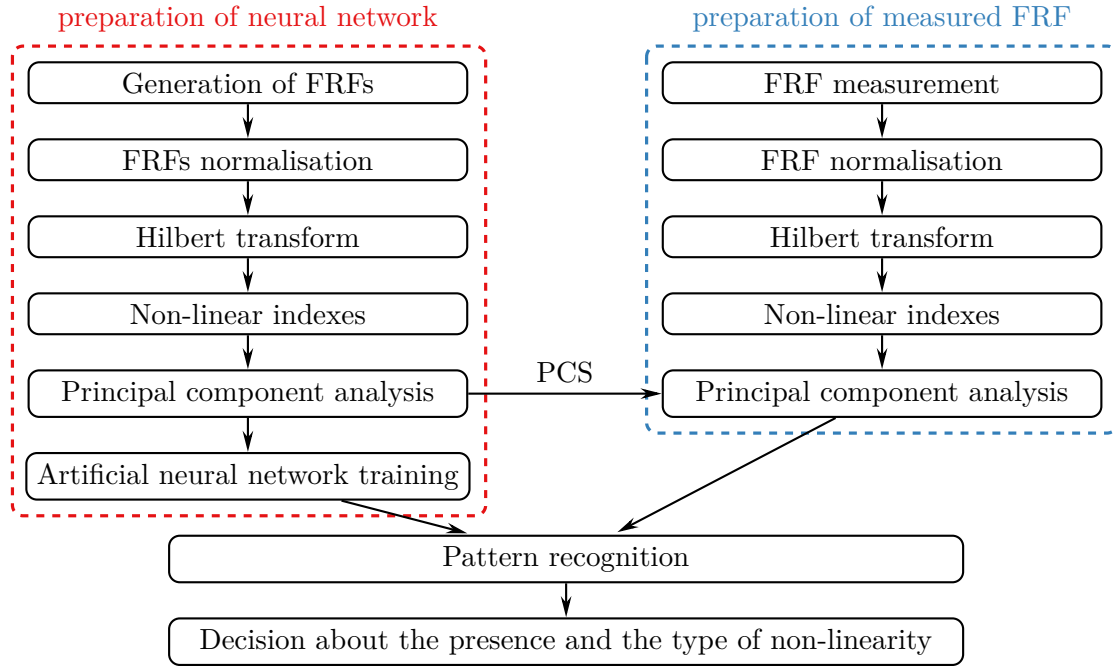 preparation of neural network
Generation of FRFs
FRFs normalisation
Hilbert transform
Non-linear indexes
Principal component analysis
Artificial neural network training
PCS
preparation of measured FRF
FRF measurement
FRF normalisation
Hilbert transform
Non-linear indexes
Principal component analysis
Pattern recognition
Decision about the presence and the type of non-linearity